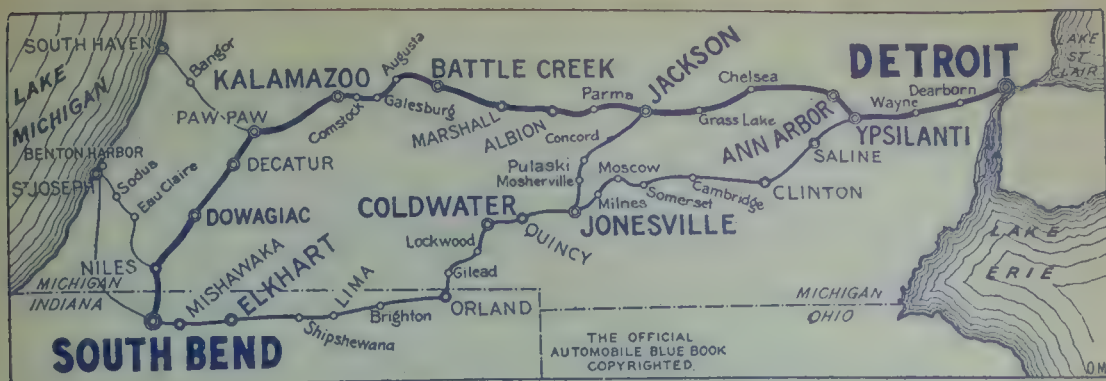 SOUTH HAVEN
Bangor
LAKE
MICHIGAN
KALAMAZOO
Augusta
BATTLE CREEK
JACKSON
Chelsea
DETROIT
LAKE
ST
CLAIR
Dearborn
Wayne
Parma
Comstock
Galesburg
MARSHALL
ALBION
Concord
Grass Lake
ANN ARBOR
YPSILANTI
PAW-PAW
BENTON HARBOR
ST JOSEPH
Sodus
Eau Claire
DECATUR
Pulaski
Mosherville
Moscow
SALINE
Milnes
Somerset
Cambridge
CLINTON
DOWAGIAC
COLDWATER
QUINCY
JONESVILLE
Lockwood
Gilead
LAKE
ERIE
NILES
MICHIGAN
INDIANA
MISHAWAKA
ELKHART
LIMA
Shipshewana
Brighton
ORLAND
MICHIGAN
OHIO
SOUTH BEND
THE OFFICIAL
AUTOMOBILE BLUE BOOK
COPYRIGHTED.